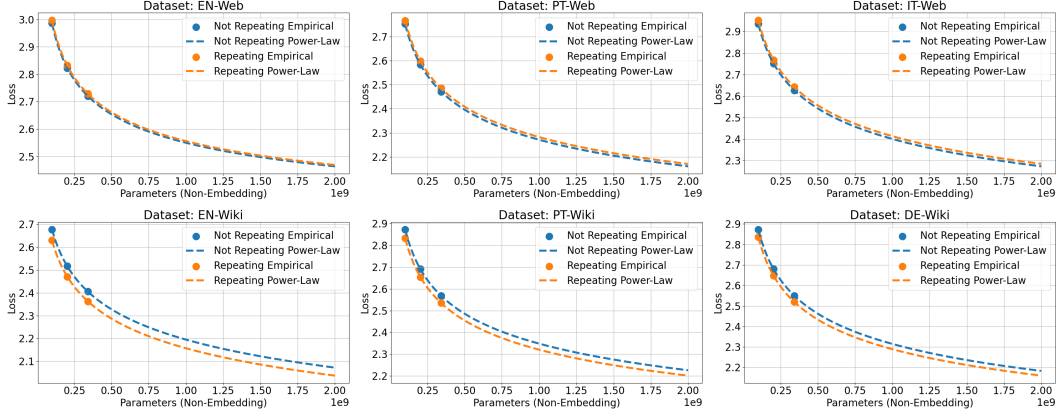 Dataset: EN-Web
3.0
2.9
2.8
2.7
2.6
2.5
Loss
Not Repeating Empirical
Not Repeating Power-Law
Repeating Empirical
Repeating Power-Law
0.25 0.50 0.75 1.00 1.25 1.50 1.75 2.00
Parameters (Non-Embedding)
1e9
Dataset: PT-Web
2.7
2.6
2.5
2.4
2.3
2.2
Loss
Not Repeating Empirical
Not Repeating Power-Law
Repeating Empirical
Repeating Power-Law
0.25 0.50 0.75 1.00 1.25 1.50 1.75 2.00
Parameters (Non-Embedding)
1e9
Dataset: IT-Web
2.9
2.8
2.7
2.6
2.5
2.4
2.3
Loss
Not Repeating Empirical
Not Repeating Power-Law
Repeating Empirical
Repeating Power-Law
0.25 0.50 0.75 1.00 1.25 1.50 1.75 2.00
Parameters (Non-Embedding)
1e9
Dataset: EN-Wiki
2.7
2.6
2.5
2.4
2.3
2.2
2.1
Loss
Not Repeating Empirical
Not Repeating Power-Law
Repeating Empirical
Repeating Power-Law
0.25 0.50 0.75 1.00 1.25 1.50 1.75 2.00
Parameters (Non-Embedding)
1e9
Dataset: PT-Wiki
2.9
2.8
2.7
2.6
2.5
2.4
2.3
2.2
Loss
Not Repeating Empirical
Not Repeating Power-Law
Repeating Empirical
Repeating Power-Law
0.25 0.50 0.75 1.00 1.25 1.50 1.75 2.00
Parameters (Non-Embedding)
1e9
Dataset: DE-Wiki
2.9
2.8
2.7
2.6
2.5
2.4
2.3
2.2
Loss
Not Repeating Empirical
Not Repeating Power-Law
Repeating Empirical
Repeating Power-Law
0.25 0.50 0.75 1.00 1.25 1.50 1.75 2.00
Parameters (Non-Embedding)
1e9